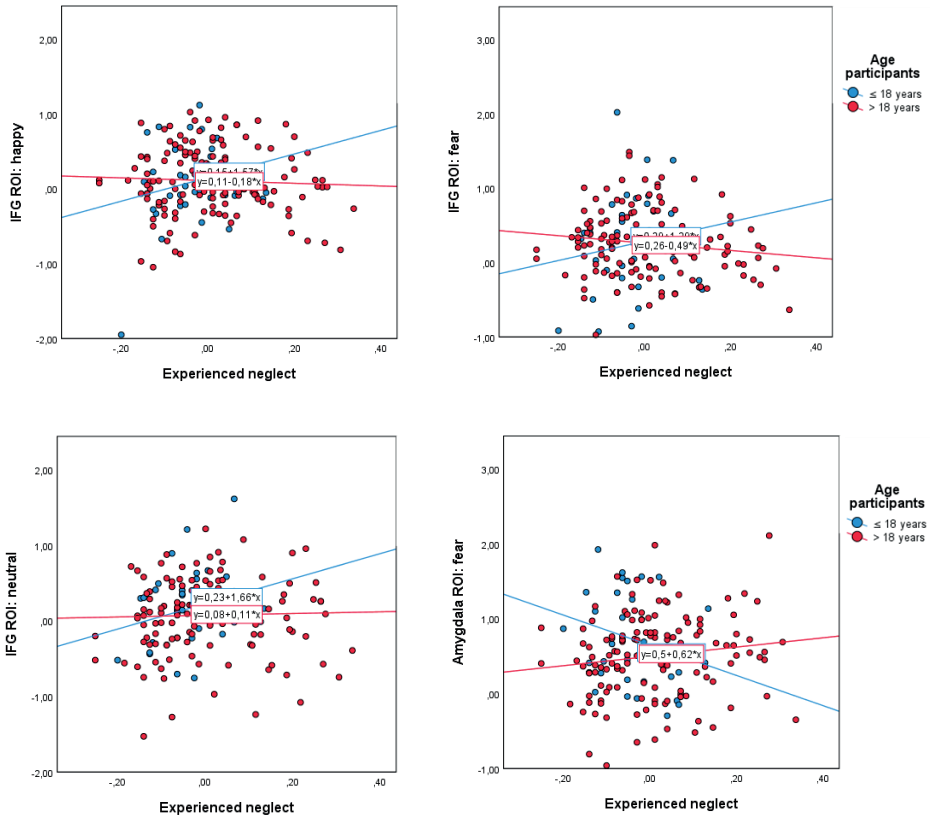 2,00
1,00
,00
-1,00
-2,00
IFG ROI: happy
y=0,15+1,57*x
y=0,11-0,18*x
-,20
,00
,20
,40
Experienced neglect
3,00
2,00
1,00
,00
-1,00
IFG ROI: fear
y=0,26-0,49*x
-,20
,00
,20
,40
Experienced neglect
Age
participants
≤ 18 years
> 18 years
2,00
1,00
,00
-1,00
-2,00
IFG ROI: neutral
y=0,23+1,66*x
y=0,08+0,11*x
-,20
,00
,20
,40
Experienced neglect
3,00
2,00
1,00
,00
-1,00
Amygdala ROI: fear
y=0,5+0,62*x
-,20
,00
,20
,40
Experienced neglect
Age
participants
≤ 18 years
> 18 years